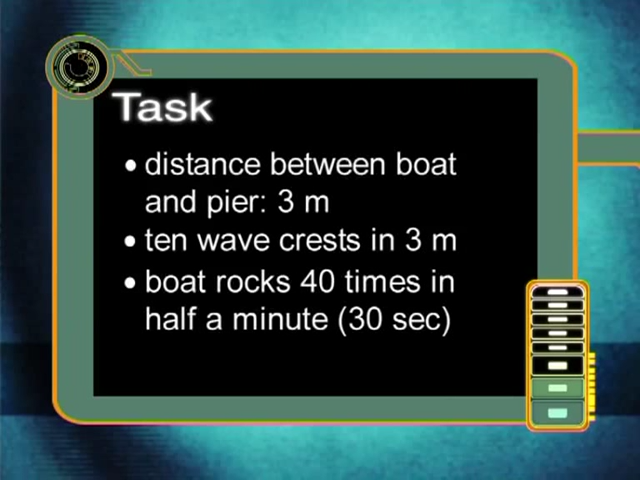 Task
• distance between boat
and pier: 3 m
• ten wave crests in 3 m
• boat rocks 40 times in
half a minute (30 sec)